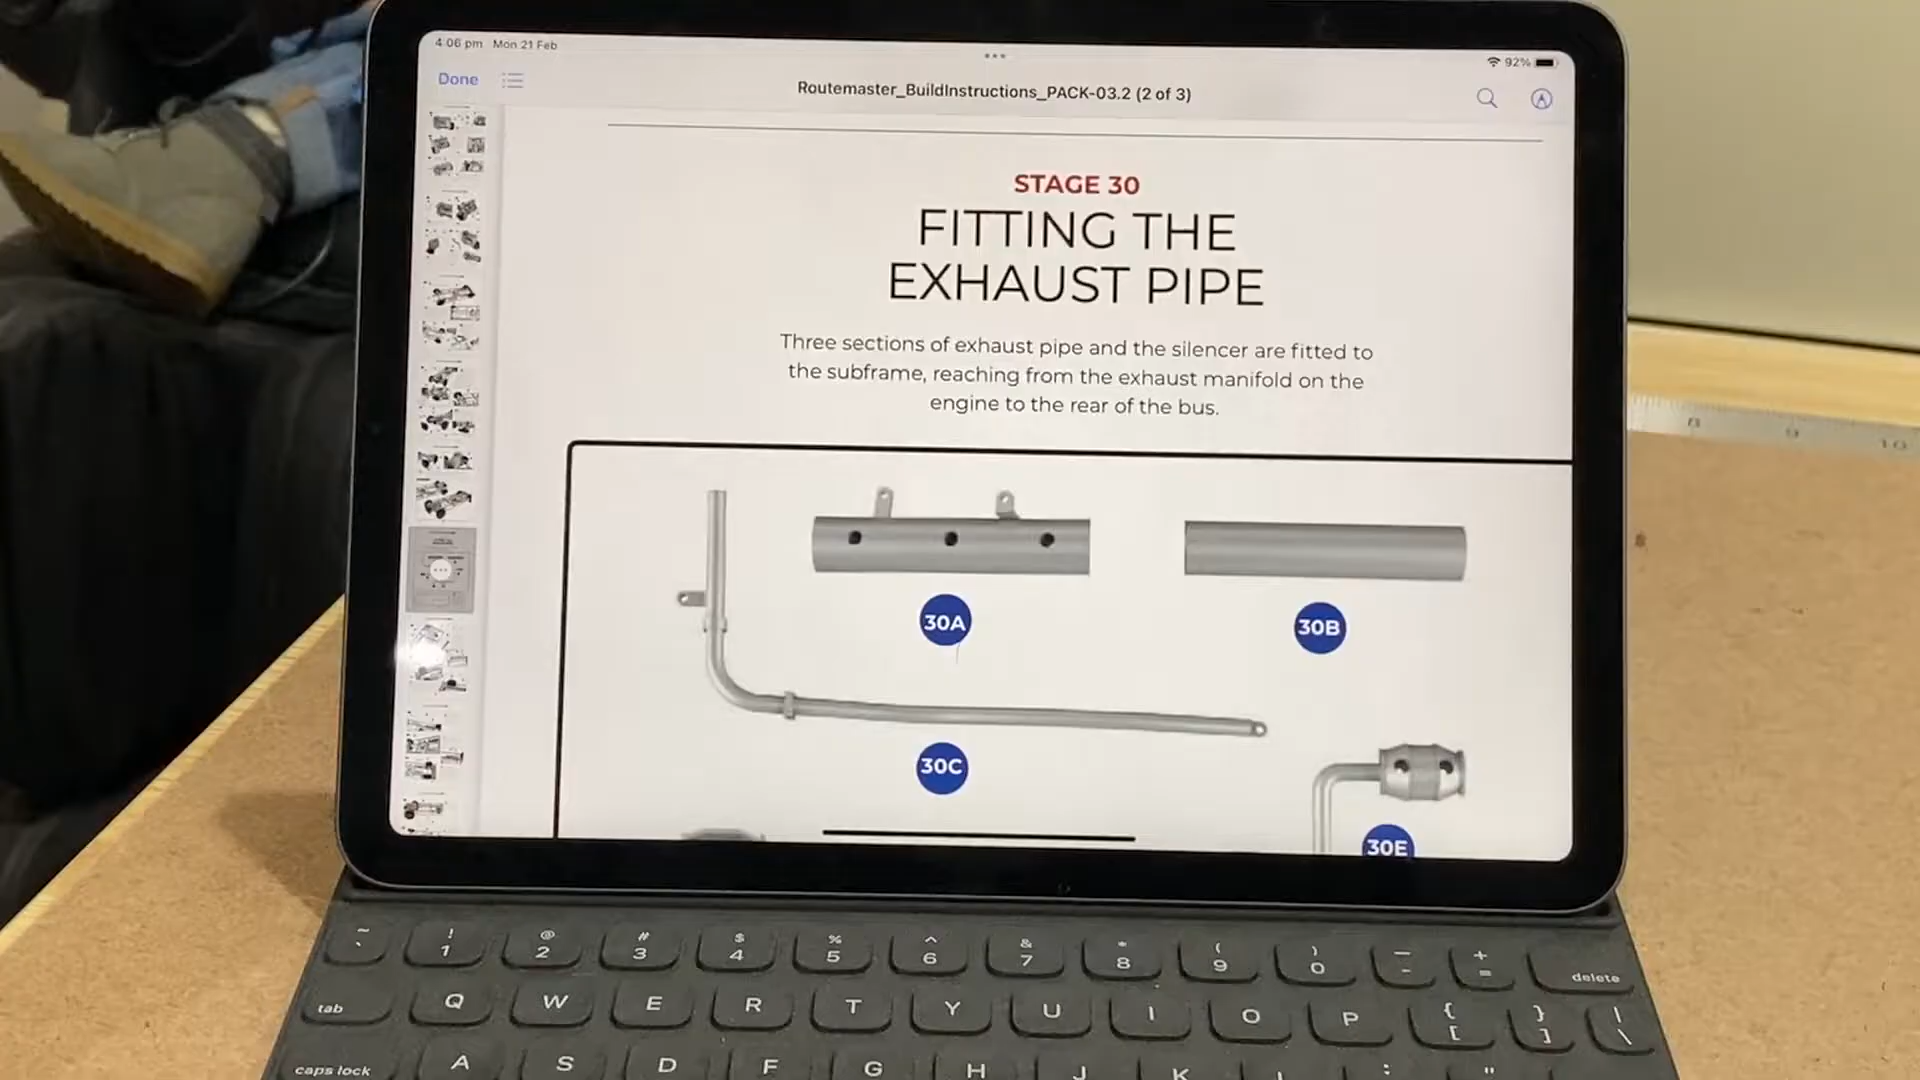 4:06 pm Mon 21 Feb
92%
Done
Routemaster_BuildInstructions_PACK-03.2 (2 of 3)
STAGE 30
FITTING THE
EXHAUST PIPE
Three sections of exhaust pipe and the silencer are fitted to
the subframe, reaching from the exhaust manifold on the
engine to the rear of the bus.
30A
30B
30C
30E
8
9
10
~ ! @ # $ % ^ & * ( ) _ +
` 1 2 3 4 5 6 7 8 9 0 - = delete
{ } |
tab Q W E R T Y U I O P [ ] \
caps lock A S D F G H J K L : "